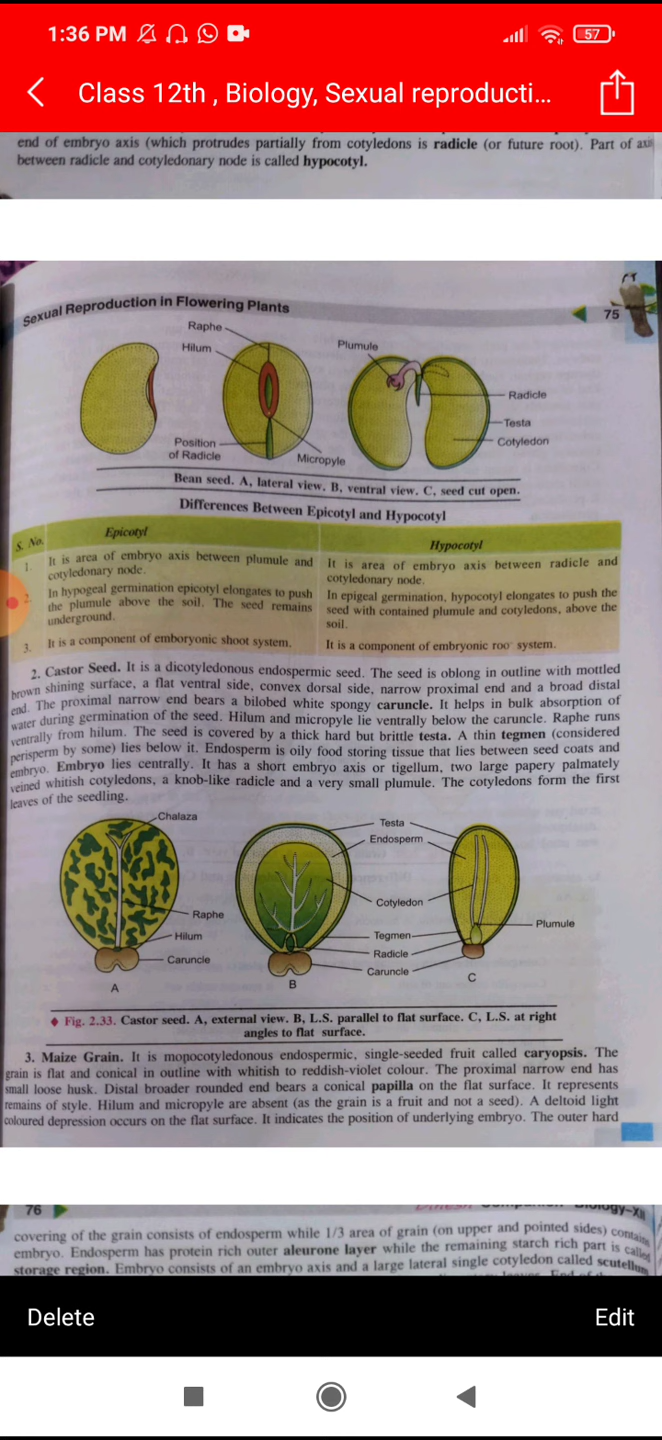 1:36 PM
57
Class 12th , Biology, Sexual reproducti...
end of embryo axis (which protrudes partially from cotyledons is radicle (or future root). Part of axis
between radicle and cotyledonary node is called hypocotyl.
Sexual Reproduction in Flowering Plants
75
Raphe
Hilum
Plumule
Radicle
Testa
Cotyledon
Position
of Radicle
Micropyle
Bean seed. A, lateral view. B, ventral view. C, seed cut open.
Differences Between Epicotyl and Hypocotyl
S. No.
Epicotyl
Hypocotyl
1.
It is area of embryo axis between plumule and
cotyledonary node.
It is area of embryo axis between radicle and
cotyledonary node.
2.
In hypogeal germination epicotyl elongates to push
the plumule above the soil. The seed remains
underground.
In epigeal germination, hypocotyl elongates to push the
seed with contained plumule and cotyledons, above the
soil.
3.
It is a component of emboryonic shoot system.
It is a component of embryonic roo system.
2. Castor Seed. It is a dicotyledonous endospermic seed. The seed is oblong in outline with mottled
brown shining surface, a flat ventral side, convex dorsal side, narrow proximal end and a broad distal
end. The proximal narrow end bears a bilobed white spongy caruncle. It helps in bulk absorption of
water during germination of the seed. Hilum and micropyle lie ventrally below the caruncle. Raphe runs
ventrally from hilum. The seed is covered by a thick hard but brittle testa. A thin tegmen (considered
perisperm by some) lies below it. Endosperm is oily food storing tissue that lies between seed coats and
embryo. Embryo lies centrally. It has a short embryo axis or tigellum, two large papery palmately
veined whitish cotyledons, a knob-like radicle and a very small plumule. The cotyledons form the first
leaves of the seedling.
Chalaza
Raphe
Hilum
Caruncle
A
Testa
Endosperm
Cotyledon
Tegmen
Radicle
Caruncle
B
Plumule
C
♦ Fig. 2.33. Castor seed. A, external view. B, L.S. parallel to flat surface. C, L.S. at right
angles to flat surface.
3. Maize Grain. It is mopocotyledonous endospermic, single-seeded fruit called caryopsis. The
grain is flat and conical in outline with whitish to reddish-violet colour. The proximal narrow end has
small loose husk. Distal broader rounded end bears a conical papilla on the flat surface. It represents
remains of style. Hilum and micropyle are absent (as the grain is a fruit and not a seed). A deltoid light
coloured depression occurs on the flat surface. It indicates the position of underlying embryo. The outer hard
76
Biology-XII
covering of the grain consists of endosperm while 1/3 area of grain (on upper and pointed sides) contains
embryo. Endosperm has protein rich outer aleurone layer while the remaining starch rich part is called
storage region. Embryo consists of an embryo axis and a large lateral single cotyledon called scutellum
Delete
Edit